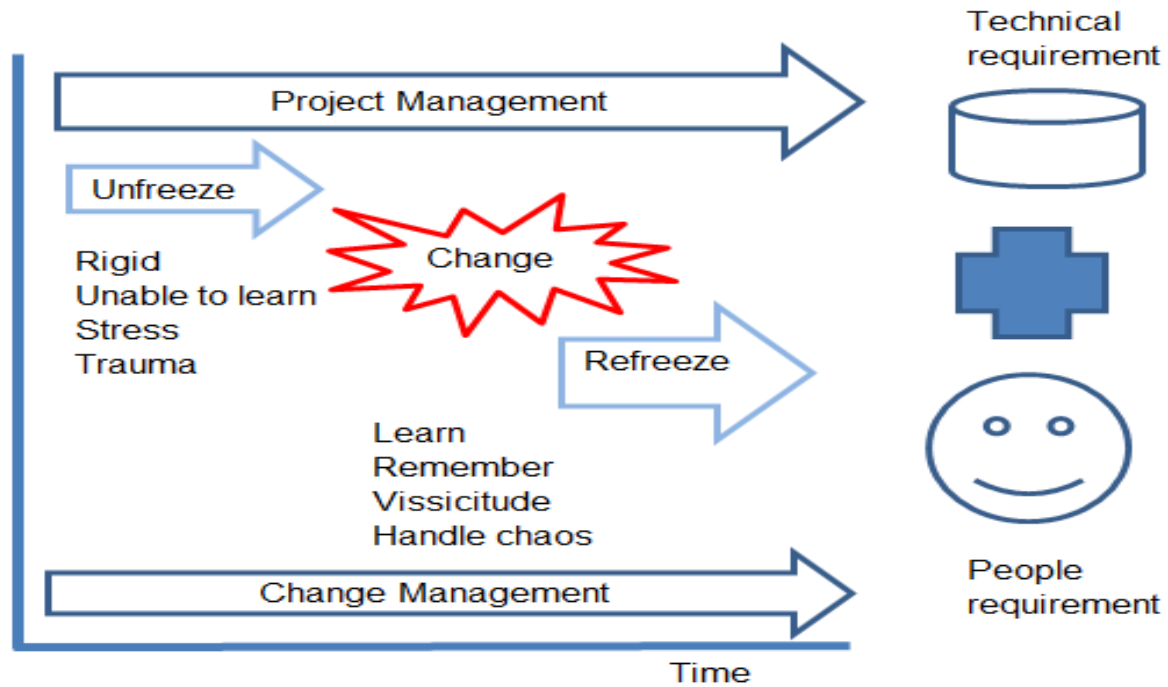 Technical
requirement
Project Management
Unfreeze
Change
Rigid
Unable to learn
Stress
Trauma
Refreeze
Learn
Remember
Vissicitude
Handle chaos
People
requirement
Change Management
Time